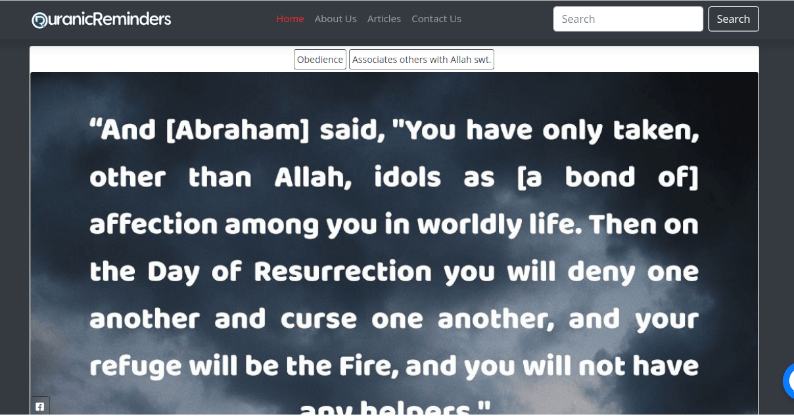 QuranicReminders
Home About Us Articles Contact Us
Search
Search
Obedience
Associates others with Allah swt.
“And [Abraham] said, "You have only taken,
other than Allah, idols as [a bond of]
affection among you in worldly life. Then on
the Day of Resurrection you will deny one
another and curse one another, and your
refuge will be the Fire, and you will not have
any helpers."